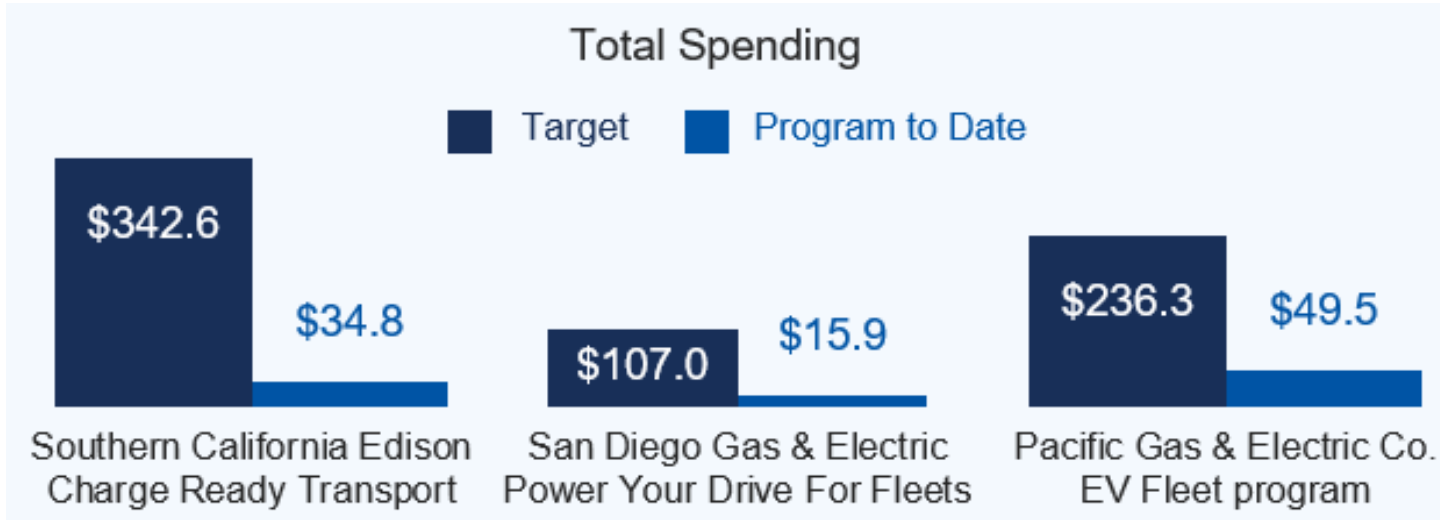 Total Spending
Target
Program to Date
$342.6
$34.8
$107.0
$15.9
$236.3
$49.5
Southern California Edison
Charge Ready Transport
San Diego Gas & Electric
Power Your Drive For Fleets
Pacific Gas & Electric Co.
EV Fleet program